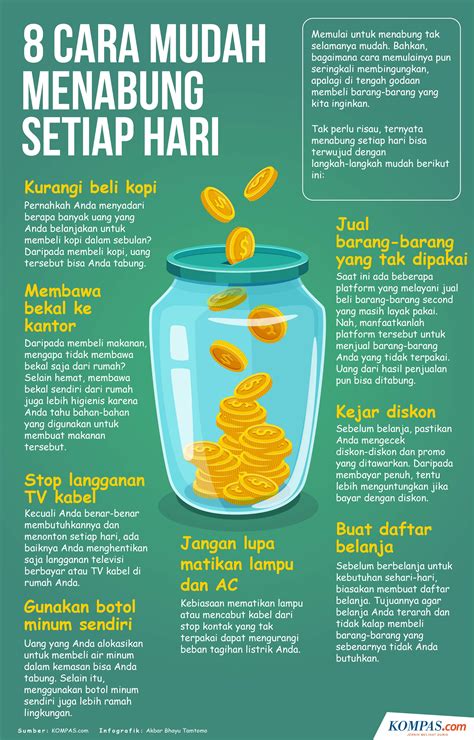 8 CARA MUDAH
MENABUNG
SETIAP HARI
Memulai untuk menabung tak
selamanya mudah. Bahkan,
bagaimana cara memulainya pun
seringkali membingungkan,
apalagi di tengah godaan
membeli barang-barang yang
kita inginkan.
Tak perlu risau, ternyata
menabung setiap hari bisa
terwujud dengan
langkah-langkah mudah berikut
ini:
Kurangi beli kopi
Pernahkah Anda menyadari
berapa banyak uang yang
Anda belanjakan untuk
membeli kopi dalam sebulan?
Daripada membeli kopi, uang
tersebut bisa Anda tabung.
Membawa
bekal ke
kantor
Daripada membeli makanan,
mengapa tidak membawa
bekal saja dari rumah?
Selain hemat, membawa
bekal sendiri dari rumah
juga lebih higienis karena
Anda tahu bahan-bahan
yang digunakan untuk
membuat makanan
tersebut.
Stop langganan
TV kabel
Kecuali Anda benar-benar
membutuhkannya dan
menonton setiap hari, ada
baiknya Anda menghentikan
saja langganan televisi
berbayar atau TV kabel di
rumah Anda.
Gunakan botol
minum sendiri
Uang yang Anda alokasikan
untuk membeli air minum
dalam kemasan bisa Anda
tabung. Selain itu,
menggunakan botol minum
sendiri juga lebih ramah
lingkungan.
Jangan lupa
matikan lampu
dan AC
Kebiasaan mematikan lampu
atau mencabut kabel dari
stop kontak yang tak
terpakai dapat mengurangi
beban tagihan listrik Anda.
Jual
barang-barang
yang tak dipakai
Saat ini ada beberapa
platform yang melayani jual
beli barang-barang second
yang masih layak pakai.
Nah, manfaatkanlah
platform tersebut untuk
menjual barang-barang
Anda yang tidak terpakai.
Uang dari hasil penjualan
pun bisa ditabung.
Kejar diskon
Sebelum belanja, pastikan
Anda mengecek
diskon-diskon dan promo
yang ditawarkan. Daripada
membayar penuh, tentu
lebih menguntungkan jika
bayar dengan diskon.
Buat daftar
belanja
Sebelum berbelanja untuk
kebutuhan sehari-hari,
biasakan membuat daftar
belanja. Tujuannya agar
belanja Anda terarah dan
tidak kalap membeli
barang-barang yang
sebenarnya tidak Anda
butuhkan.
Sumber: KOMPAS.com Infografik: Akbar Bhayu Tamtomo
KOMPAS.com
JERNIH MELIHAT DUNIA